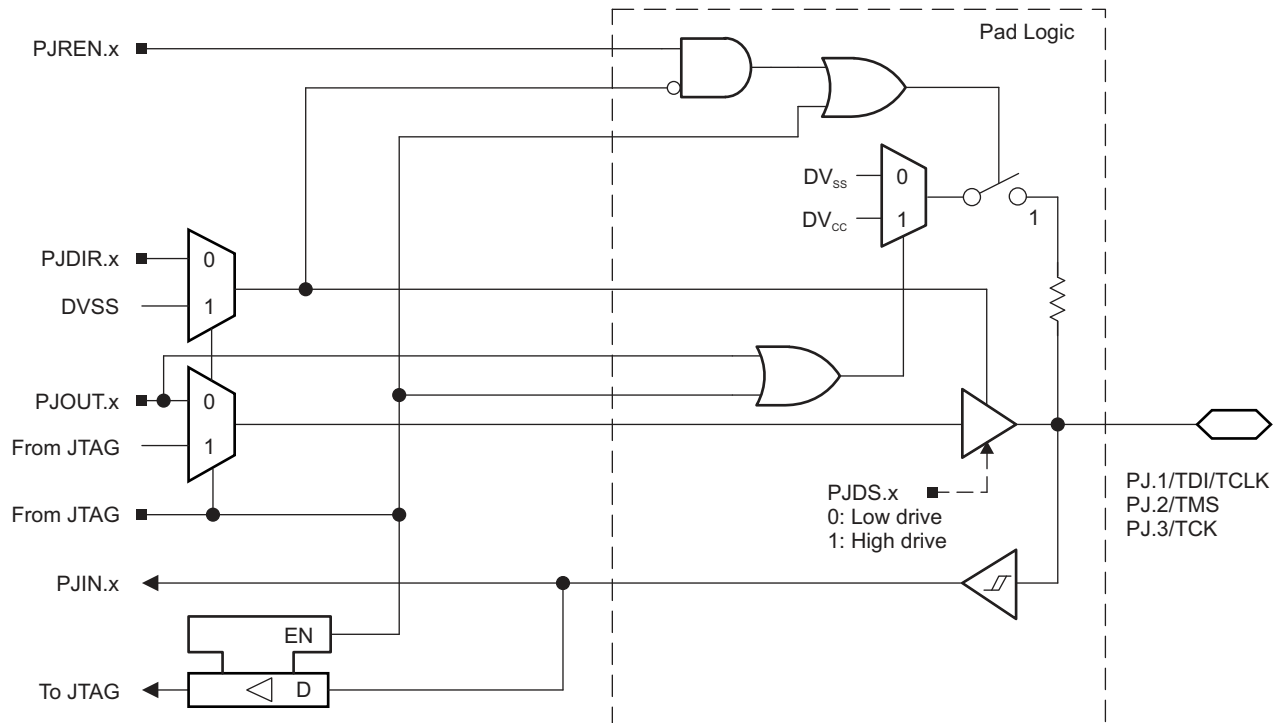 Pad Logic
PJREN.x
DVSS
0
DVCC
1
1
PJDIR.x
0
DVSS
1
PJOUT.x
0
From JTAG
1
PJDS.x
0: Low drive
1: High drive
PJ.1/TDI/TCLK
PJ.2/TMS
PJ.3/TCK
From JTAG
PJIN.x
EN
To JTAG
D